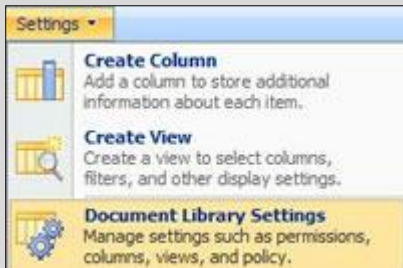 Settings
Create Column
Add a column to store additional
information about each item.
Create View
Create a view to select columns,
filters, and other display settings.
Document Library Settings
Manage settings such as permissions,
columns, views, and policy.